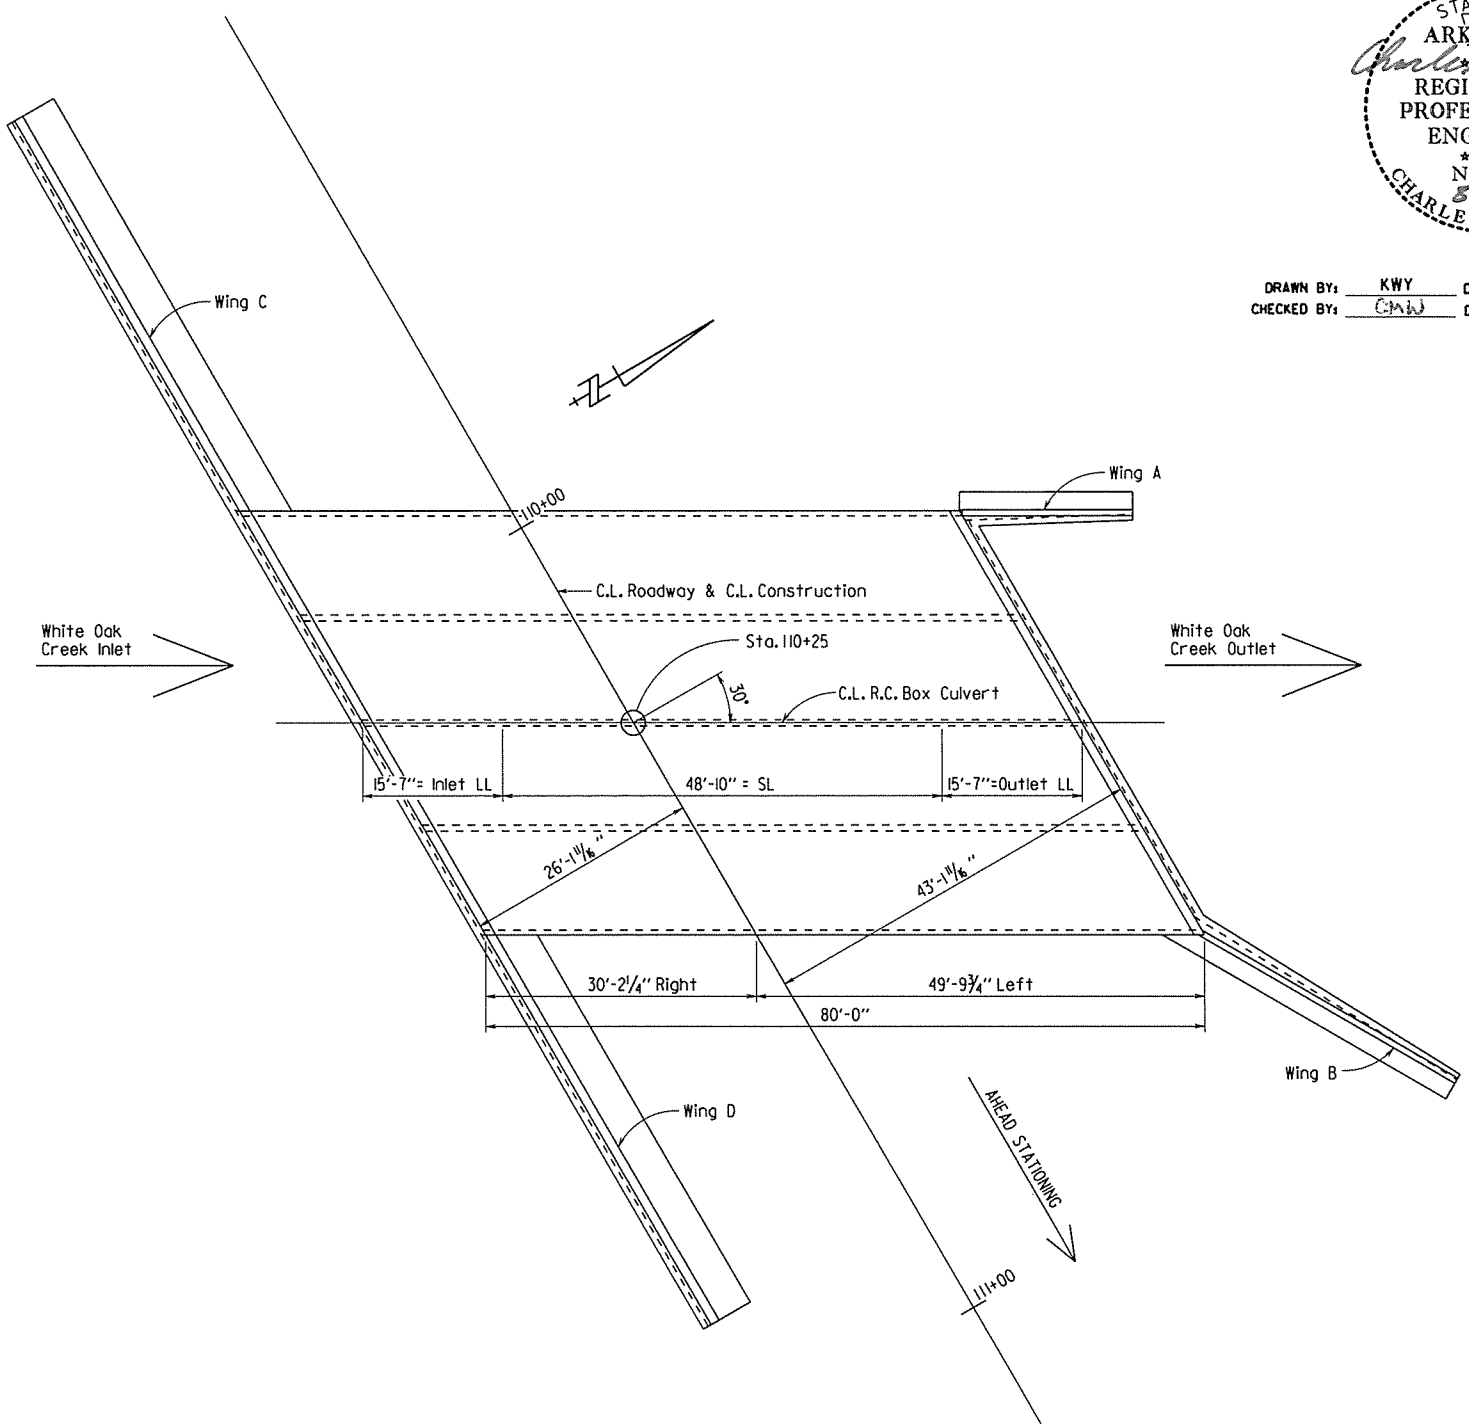 ARK
REGI
PROFE
ENG
N
CHARLE
DRAWN BY: KWY
CHECKED BY: CMW
Wing C
N
Wing A
110+00
C.L. Roadway & C.L. Construction
White Oak
Creek Inlet
Sta. 110+25
White Oak
Creek Outlet
30°
C.L. R.C. Box Culvert
15'-7"= Inlet LL
48'-10" = SL
15'-7"=Outlet LL
26'-1 11/16"
43'-1 11/16"
30'-2 1/4" Right
49'-9 3/4" Left
80'-0"
Wing B
Wing D
AHEAD STATIONING
111+00